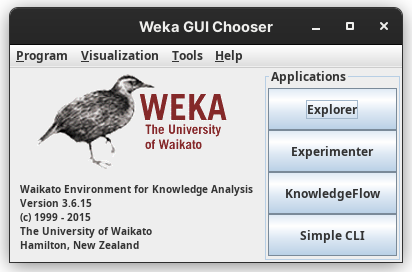 Weka GUI Chooser
Program Visualization Tools Help
WEKA
The University
of Waikato
Waikato Environment for Knowledge Analysis
Version 3.6.15
(c) 1999 - 2015
The University of Waikato
Hamilton, New Zealand
Applications
Explorer
Experimenter
KnowledgeFlow
Simple CLI